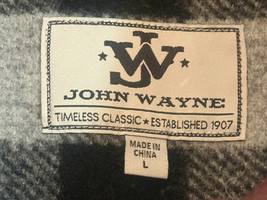 JW
JOHN WAYNE
TIMELESS CLASSIC★ESTABLISHED 1907
MADE IN
CHINA
L